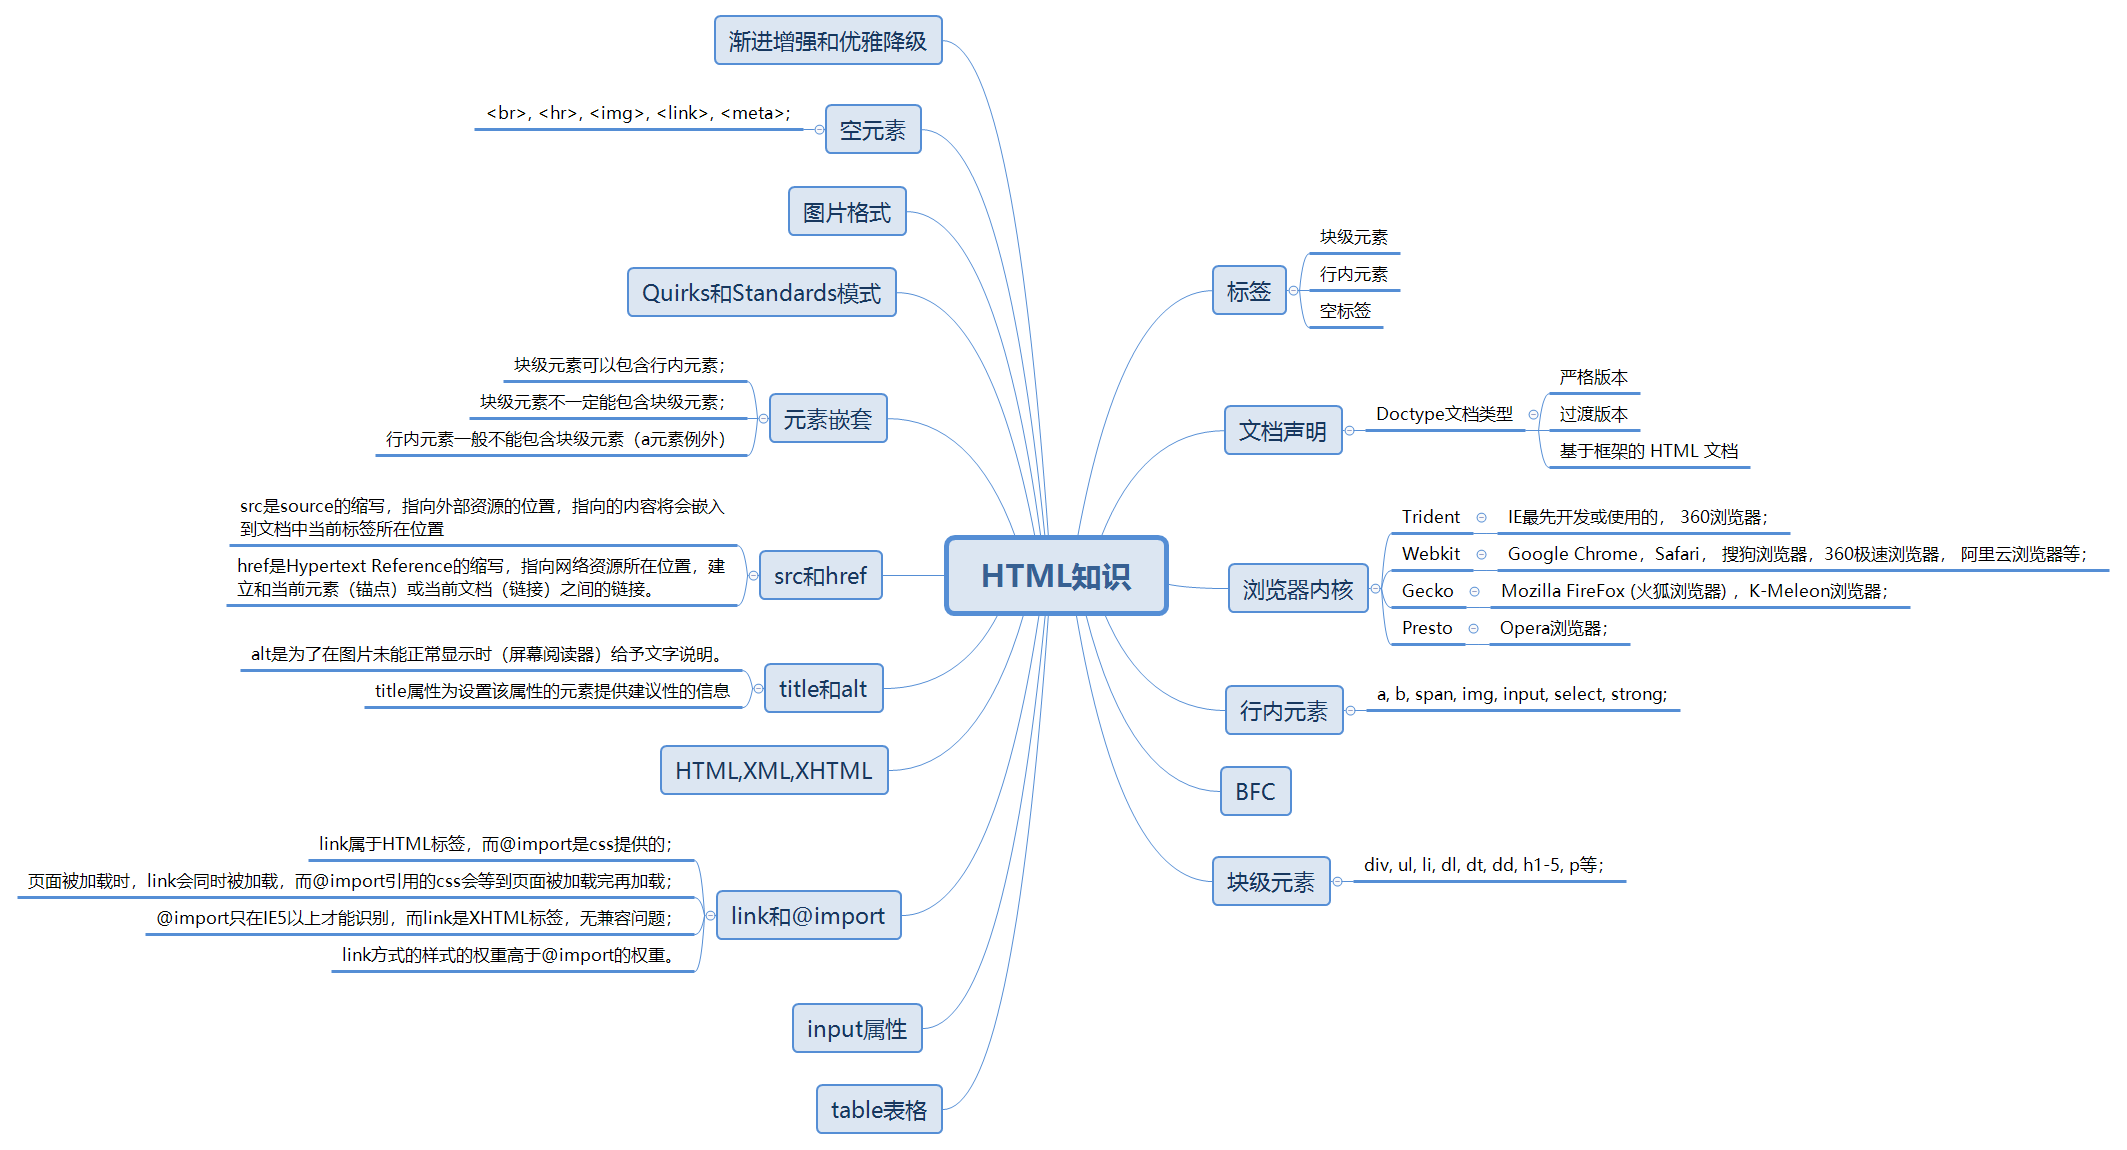 HTML知识
标签
块级元素
行内元素
空标签
文档声明
Doctype文档类型
严格版本
过渡版本
基于框架的 HTML 文档
浏览器内核
Trident
IE最先开发或使用的， 360浏览器；
Webkit
Google Chrome，Safari， 搜狗浏览器，360极速浏览器， 阿里云浏览器等；
Gecko
Mozilla FireFox (火狐浏览器) ，K-Meleon浏览器；
Presto
Opera浏览器；
行内元素
a, b, span, img, input, select, strong;
BFC
块级元素
div, ul, li, dl, dt, dd, h1-5, p等；
渐进增强和优雅降级
空元素
<br>, <hr>, <img>, <link>, <meta>;
图片格式
Quirks和Standards模式
元素嵌套
块级元素可以包含行内元素；
块级元素不一定能包含块级元素；
行内元素一般不能包含块级元素（a元素例外）
src和href
src是source的缩写，指向外部资源的位置，指向的内容将会嵌入
到文档中当前标签所在位置
href是Hypertext Reference的缩写，指向网络资源所在位置，建
立和当前元素（锚点）或当前文档（链接）之间的链接。
title和alt
alt是为了在图片未能正常显示时（屏幕阅读器）给予文字说明。
title属性为设置该属性的元素提供建议性的信息
HTML,XML,XHTML
link和@import
link属于HTML标签，而@import是css提供的；
页面被加载时，link会同时被加载，而@import引用的css会等到页面被加载完再加载；
@import只在IE5以上才能识别，而link是XHTML标签，无兼容问题；
link方式的样式的权重高于@import的权重。
input属性
table表格